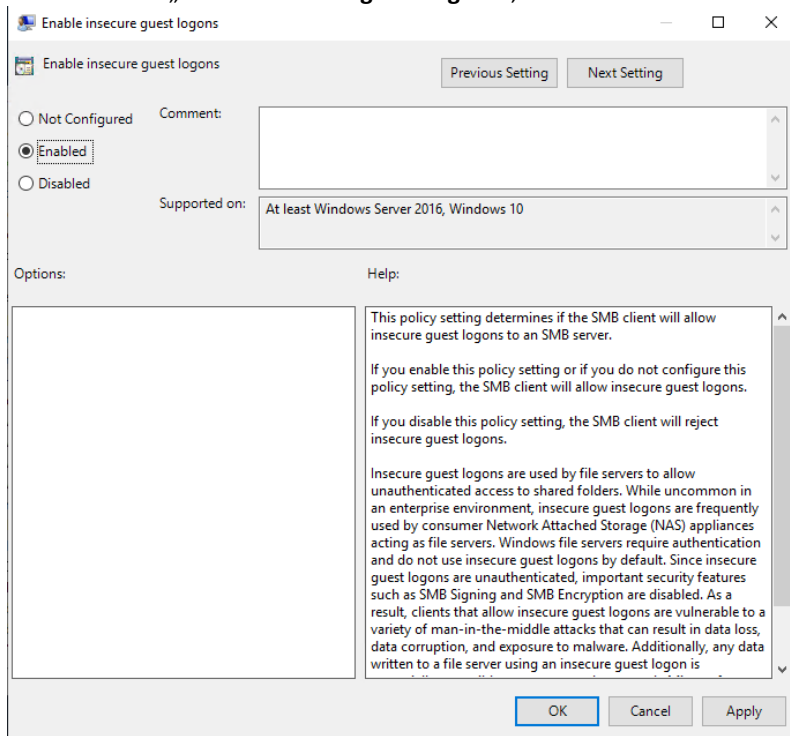 Enable insecure guest logons
Enable insecure guest logons
Previous Setting
Next Setting
Not Configured
Comment:
Enabled
Disabled
Supported on:
At least Windows Server 2016, Windows 10
Options:
Help:
This policy setting determines if the SMB client will allow
insecure guest logons to an SMB server.
If you enable this policy setting or if you do not configure this
policy setting, the SMB client will allow insecure guest logons.
If you disable this policy setting, the SMB client will reject
insecure guest logons.
Insecure guest logons are used by file servers to allow
unauthenticated access to shared folders. While uncommon in
an enterprise environment, insecure guest logons are frequently
used by consumer Network Attached Storage (NAS) appliances
acting as file servers. Windows file servers require authentication
and do not use insecure guest logons by default. Since insecure
guest logons are unauthenticated, important security features
such as SMB Signing and SMB Encryption are disabled. As a
result, clients that allow insecure guest logons are vulnerable to a
variety of man-in-the-middle attacks that can result in data loss,
data corruption, and exposure to malware. Additionally, any data
written to a file server using an insecure guest logon is
OK
Cancel
Apply